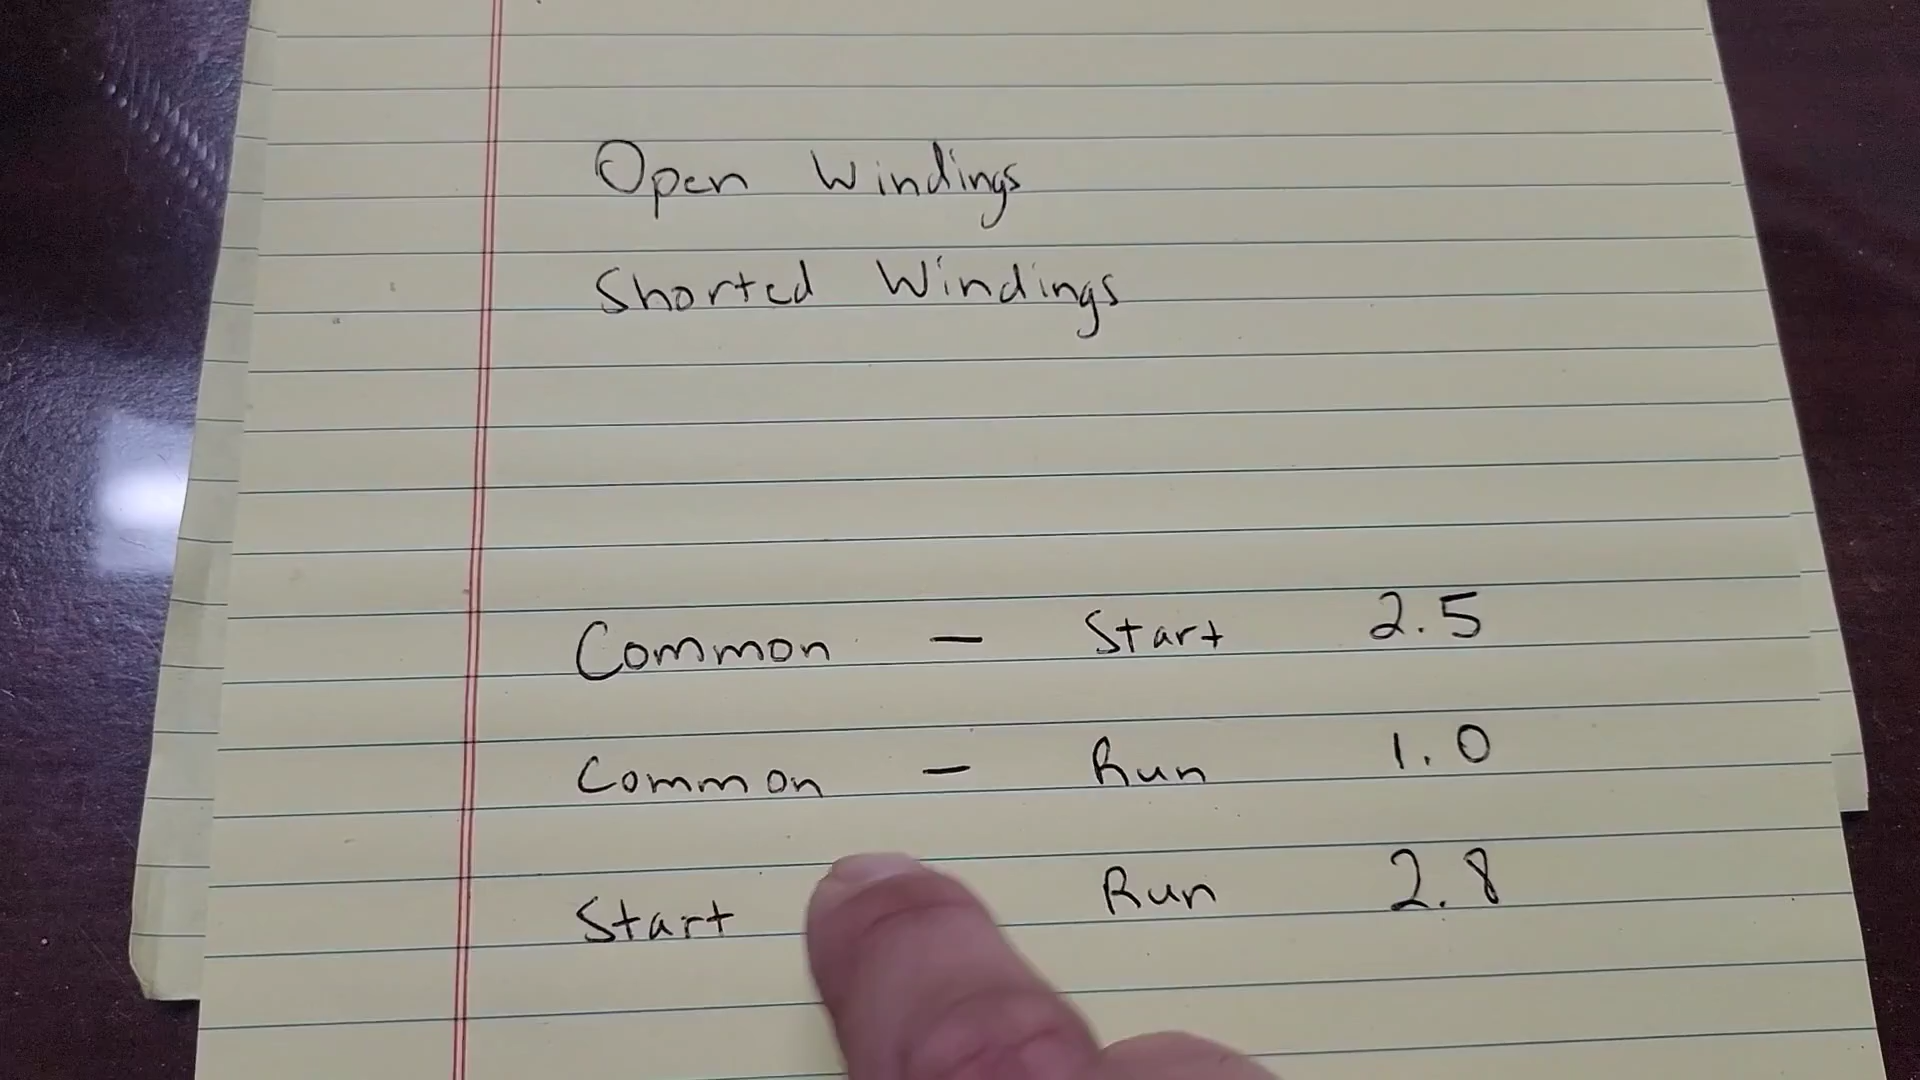 Open Windings
Shorted Windings
Common — Start 2.5
Common — Run 1.0
Start Run 2.8